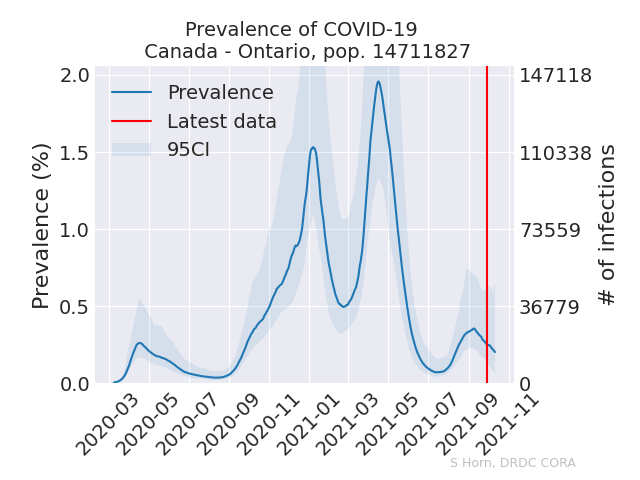 Prevalence of COVID-19
Canada - Ontario, pop. 14711827
Prevalence (%)
2.0
1.5
1.0
0.5
0.0
Prevalence
Latest data
95CI
147118
110338
73559
36779
0
# of infections
2020-03
2020-05
2020-07
2020-09
2020-11
2021-01
2021-03
2021-05
2021-07
2021-09
2021-11
S Horn, DRDC CORA